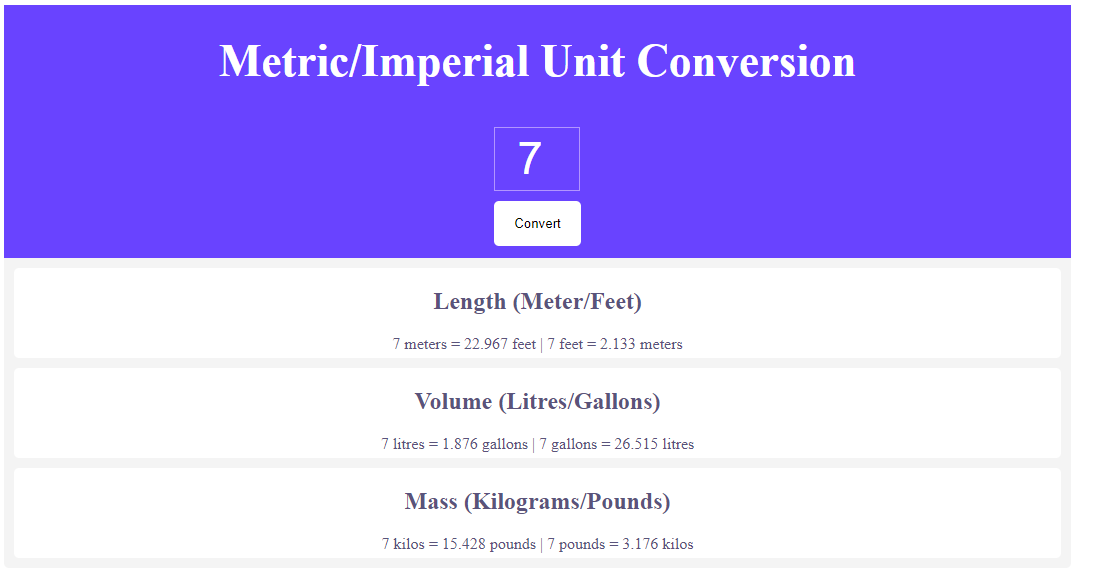 Metric/Imperial Unit Conversion
7
Convert
Length (Meter/Feet)
7 meters = 22.967 feet | 7 feet = 2.133 meters
Volume (Litres/Gallons)
7 litres = 1.876 gallons | 7 gallons = 26.515 litres
Mass (Kilograms/Pounds)
7 kilos = 15.428 pounds | 7 pounds = 3.176 kilos